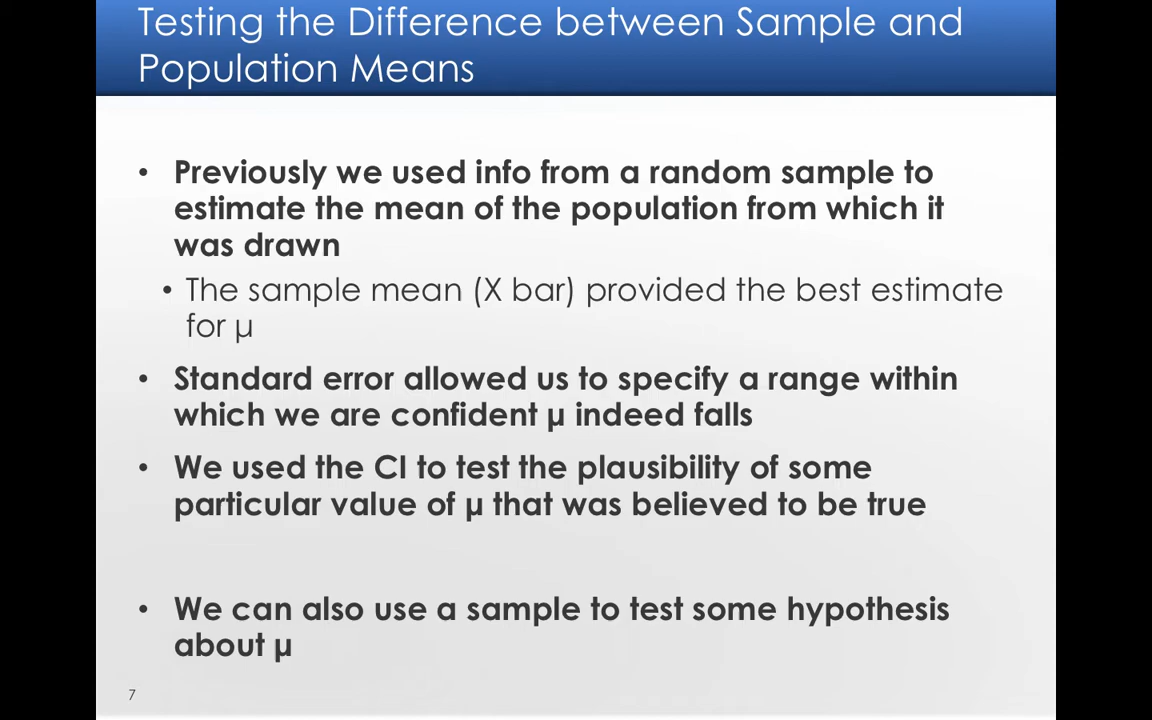 Testing the Difference between Sample and
Population Means
• Previously we used info from a random sample to
estimate the mean of the population from which it
was drawn
• The sample mean (X bar) provided the best estimate
for µ
• Standard error allowed us to specify a range within
which we are confident µ indeed falls
• We used the CI to test the plausibility of some
particular value of µ that was believed to be true
• We can also use a sample to test some hypothesis
about µ
7